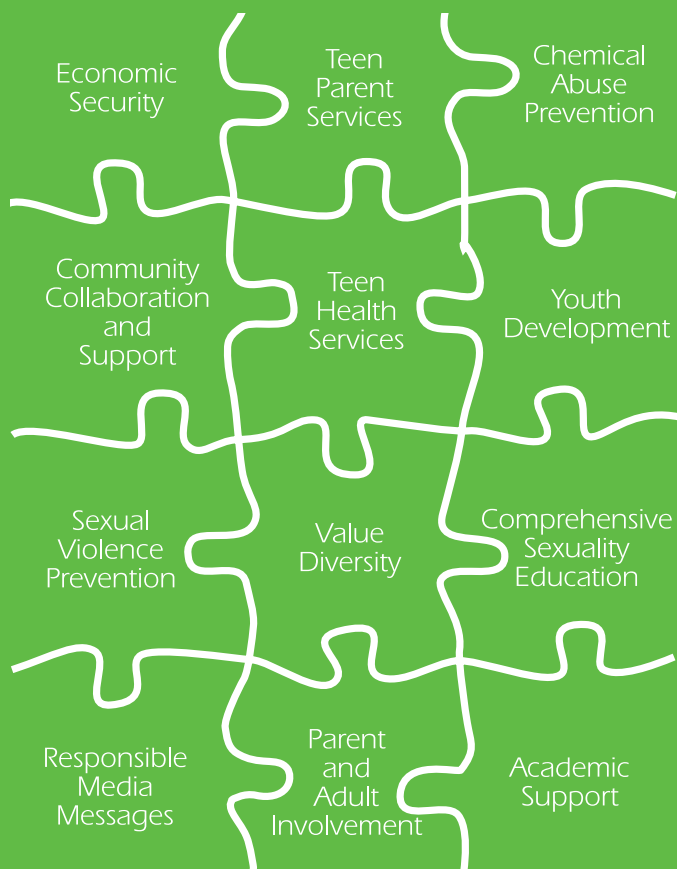 Economic
Security
Teen
Parent
Services
Chemical
Abuse
Prevention
Community
Collaboration
and
Support
Teen
Health
Services
Youth
Development
Sexual
Violence
Prevention
Value
Diversity
Comprehensive
Sexuality
Education
Responsible
Media
Messages
Parent
and
Adult
Involvement
Academic
Support